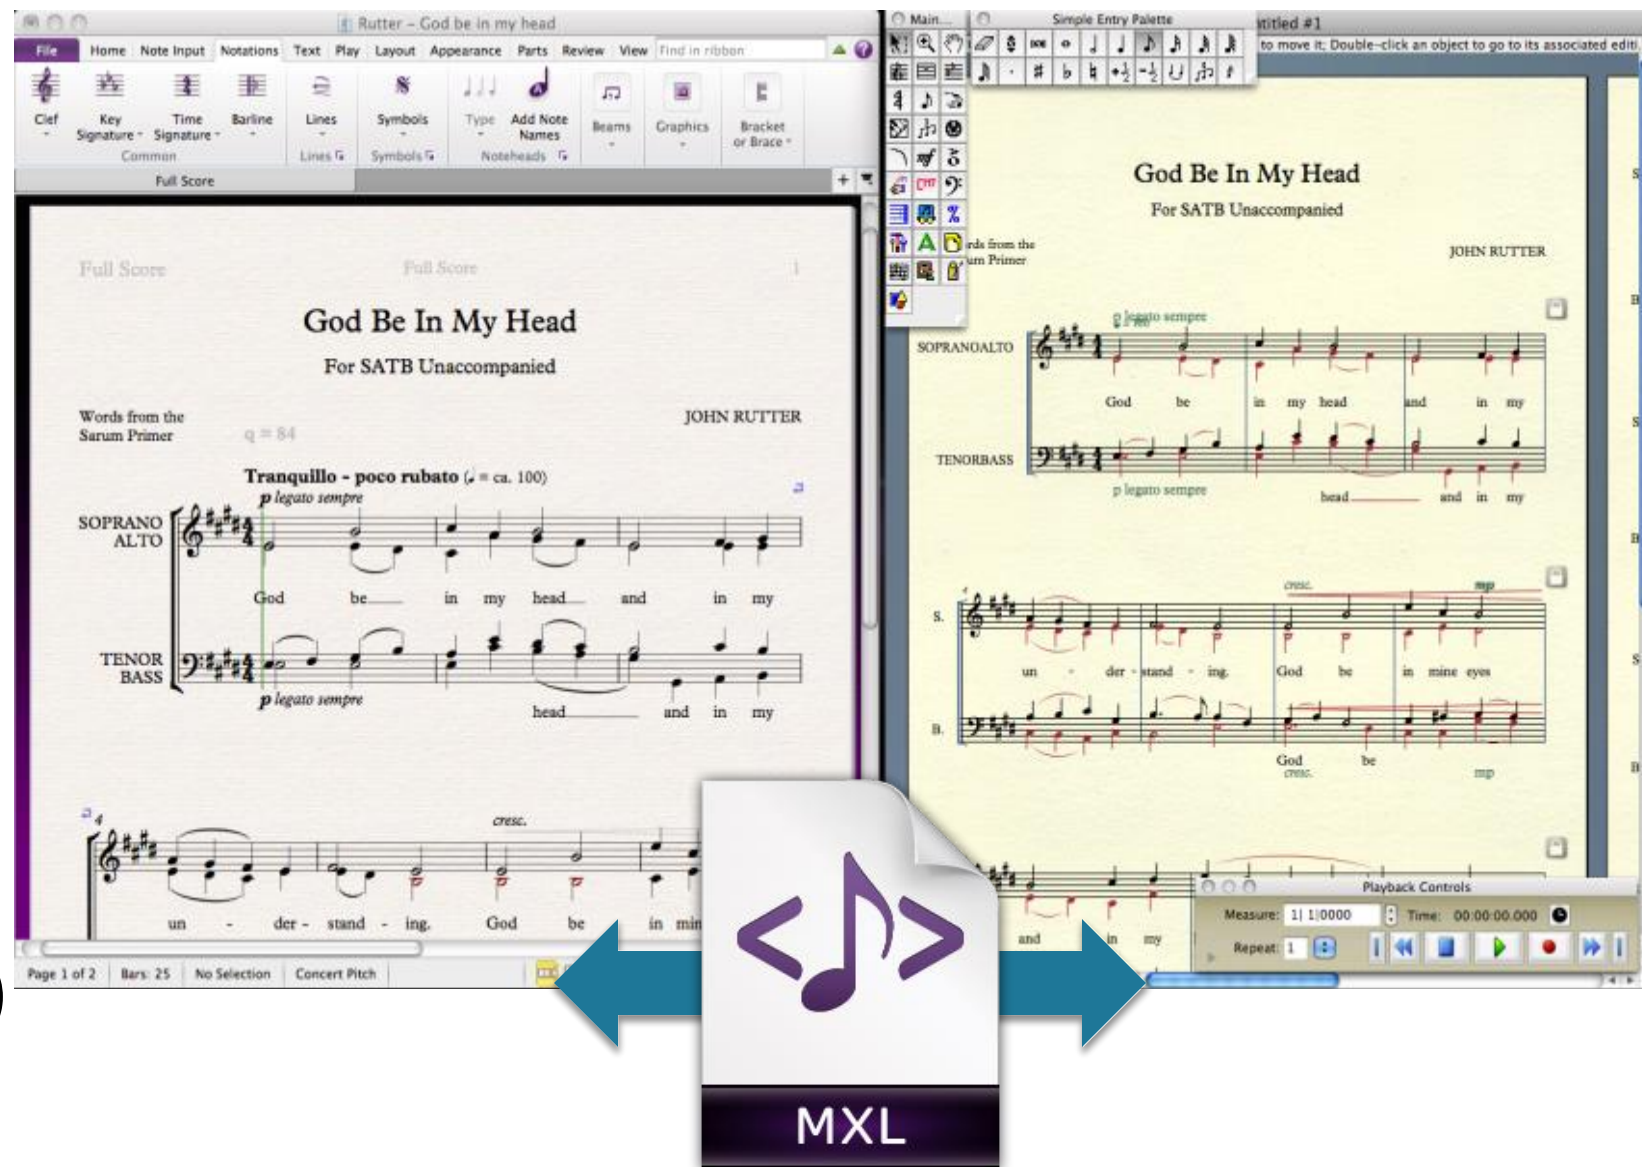 Rutter – God be in my head
File Home Note Input Notations Text Play Layout Appearance Parts Review View Find in ribbon
Clef Key Signature Time Signature Barline Lines Symbols Type Add Note Names Beams Graphics Bracket or Brace
Common Lines Symbols Noteheads
Full Score
Full Score Full Score 1
God Be In My Head
For SATB Unaccompanied
Words from the
Sarum Primer
JOHN RUTTER
q = 84
Tranquillo - poco rubato (♩ = ca. 100)
p legato sempre
SOPRANO
ALTO
God be in my head and in my
TENOR
BASS
p legato sempre
head and in my
4
cresc.
un - der - stand - ing. God be in min
Page 1 of 2 Bars: 25 No Selection Concert Pitch
Main...
Simple Entry Palette
titled #1
to move it; Double-click an object to go to its associated editi
God Be In My Head
For SATB Unaccompanied
rds from the
um Primer
JOHN RUTTER
p legato sempre
SOPRANOALTO
God be in my head and in my
TENORBASS
p legato sempre
head and in my
cresc. mp
S.
un - der - stand - ing. God be in mine eyes
B.
God be
cresc. mp
and in my
Playback Controls
Measure: 1| 1|0000 Time: 00:00:00.000
Repeat: 1
MXL